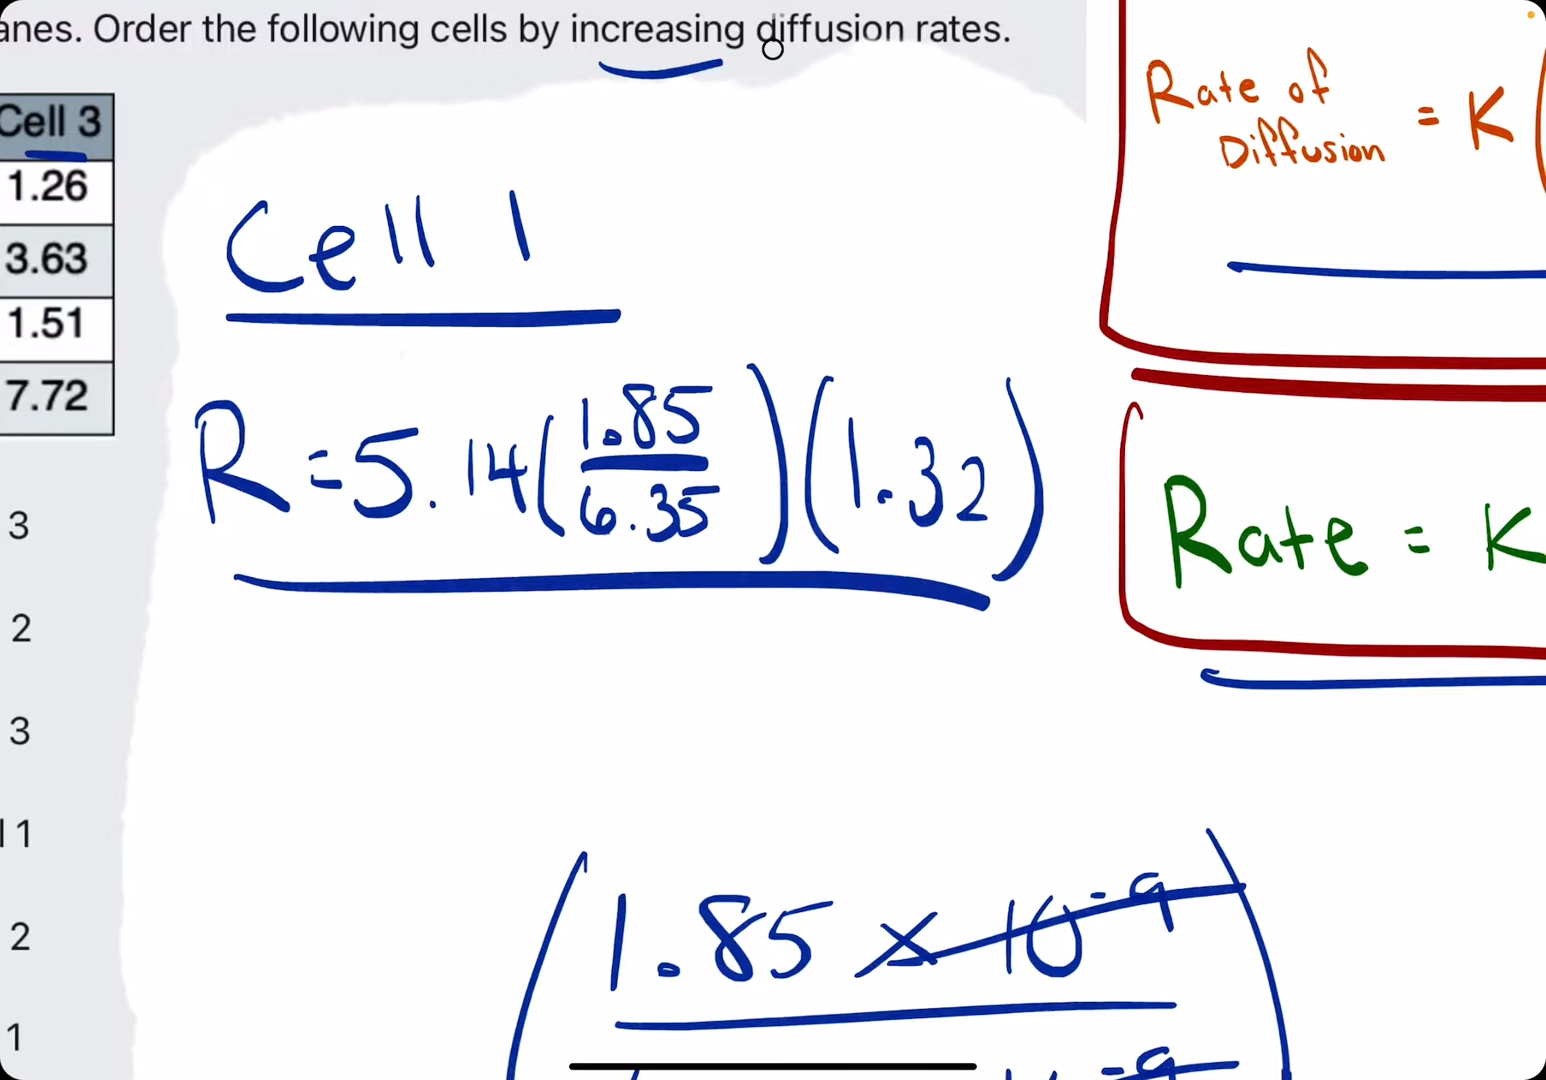 anes. Order the following cells by increasing diffusion rates.
Cell 3
1.26
3.63
1.51
7.72
3
2
3
1
2
1
Cell 1
R = 5.14(1.85/6.35)(1.32)
1.85 × 10⁻⁹
⁻⁹
Rate of
Diffusion = K(
Rate = K